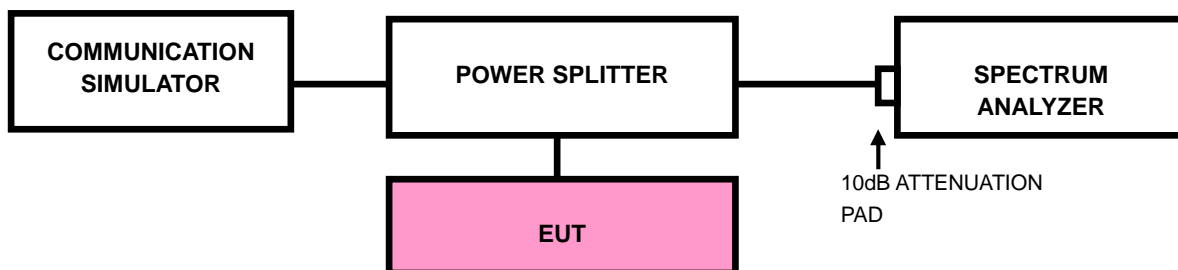 COMMUNICATION
SIMULATOR
POWER SPLITTER
SPECTRUM
ANALYZER
10dB ATTENUATION
PAD
EUT